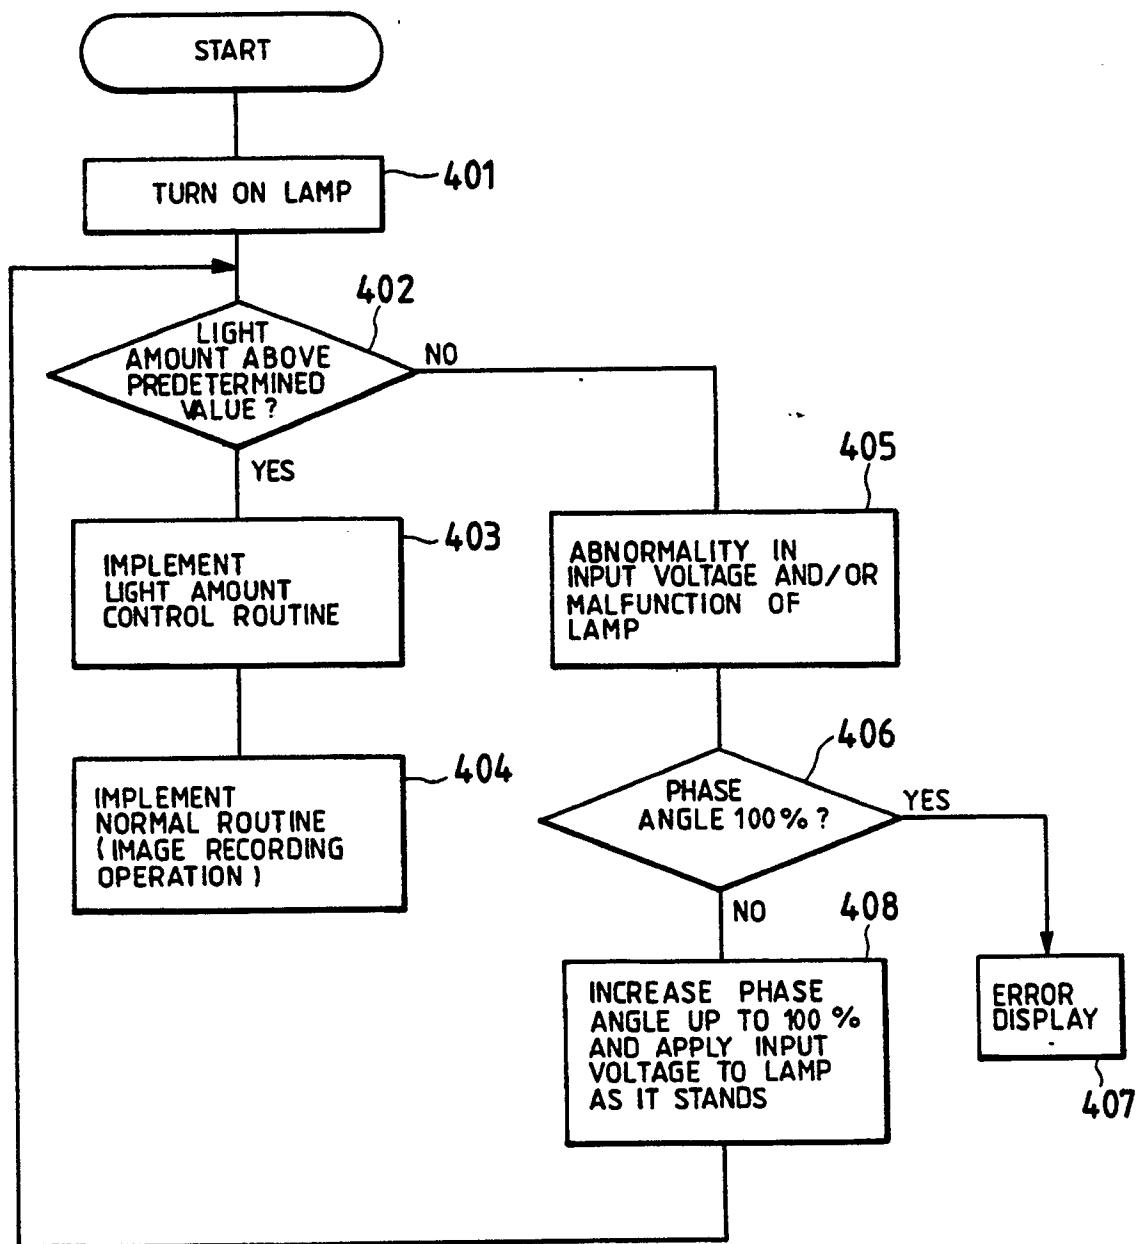 START
TURN ON LAMP
401
402
LIGHT
AMOUNT ABOVE
PREDETERMINED
VALUE ?
NO
YES
403
IMPLEMENT
LIGHT AMOUNT
CONTROL ROUTINE
404
IMPLEMENT
NORMAL ROUTINE
(IMAGE RECORDING
OPERATION)
405
ABNORMALITY IN
INPUT VOLTAGE AND/OR
MALFUNCTION OF
LAMP
406
PHASE
ANGLE 100% ?
YES
NO
408
INCREASE PHASE
ANGLE UP TO 100 %
AND APPLY INPUT
VOLTAGE TO LAMP
AS IT STANDS
ERROR
DISPLAY
407